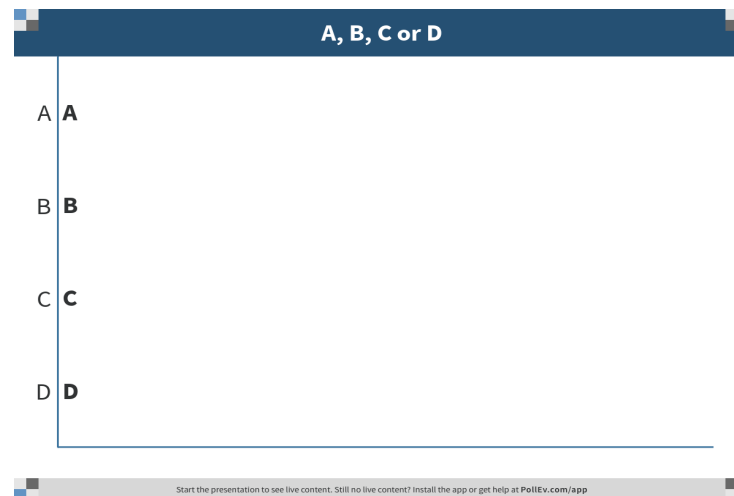 A, B, C or D
A A
B B
C C
D D
Start the presentation to see live content. Still no live content? Install the app or get help at PollEv.com/app